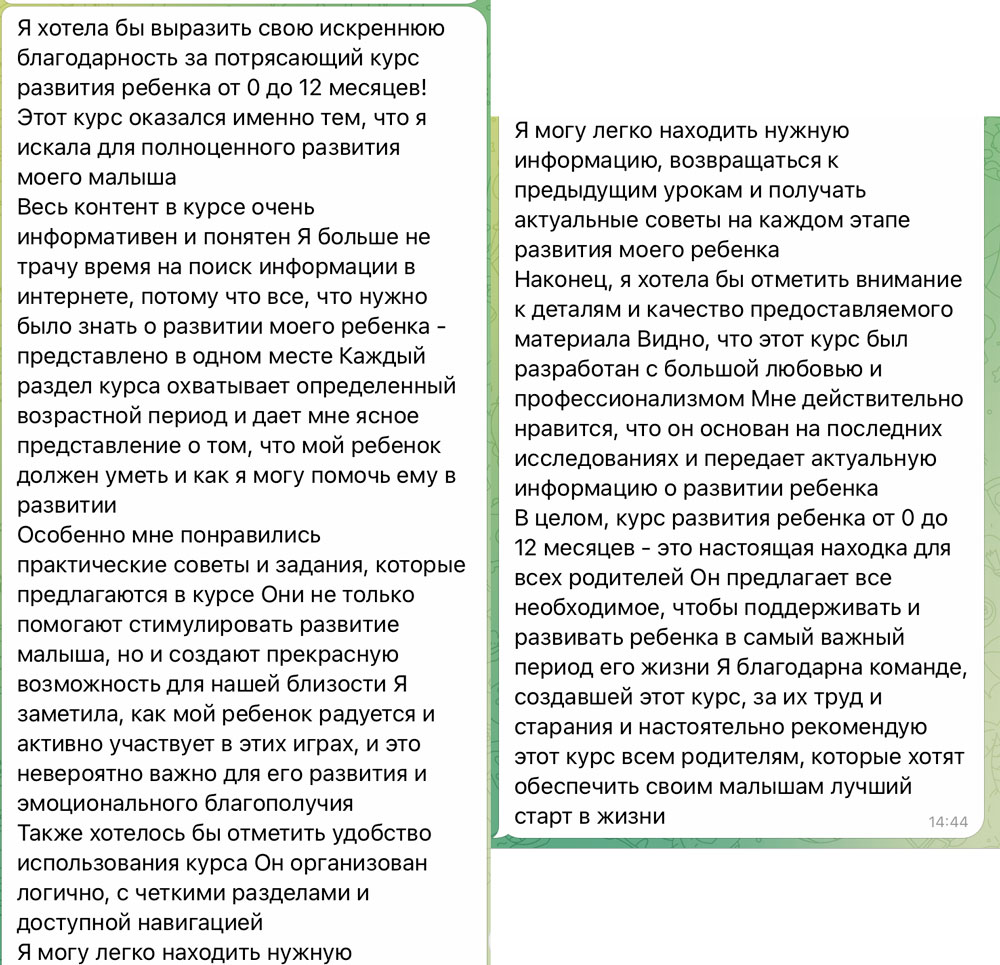 Я хотела бы выразить свою искреннюю
благодарность за потрясающий курс
развития ребенка от 0 до 12 месяцев!
Этот курс оказался именно тем, что я
искала для полноценного развития
моего малыша
Весь контент в курсе очень
информативен и понятен Я больше не
трачу время на поиск информации в
интернете, потому что все, что нужно
было знать о развитии моего ребенка -
представлено в одном месте Каждый
раздел курса охватывает определенный
возрастной период и дает мне ясное
представление о том, что мой ребенок
должен уметь и как я могу помочь ему в
развитии
Особенно мне понравились
практические советы и задания, которые
предлагаются в курсе Они не только
помогают стимулировать развитие
малыша, но и создают прекрасную
возможность для нашей близости Я
заметила, как мой ребенок радуется и
активно участвует в этих играх, и это
невероятно важно для его развития и
эмоционального благополучия
Также хотелось бы отметить удобство
использования курса Он организован
логично, с четкими разделами и
доступной навигацией
Я могу легко находить нужную
Я могу легко находить нужную
информацию, возвращаться к
предыдущим урокам и получать
актуальные советы на каждом этапе
развития моего ребенка
Наконец, я хотела бы отметить внимание
к деталям и качество предоставляемого
материала Видно, что этот курс был
разработан с большой любовью и
профессионализмом Мне действительно
нравится, что он основан на последних
исследованиях и передает актуальную
информацию о развитии ребенка
В целом, курс развития ребенка от 0 до
12 месяцев - это настоящая находка для
всех родителей Он предлагает все
необходимое, чтобы поддерживать и
развивать ребенка в самый важный
период его жизни Я благодарна команде,
создавшей этот курс, за их труд и
старания и настоятельно рекомендую
этот курс всем родителям, которые хотят
обеспечить своим малышам лучший
старт в жизни
14:44